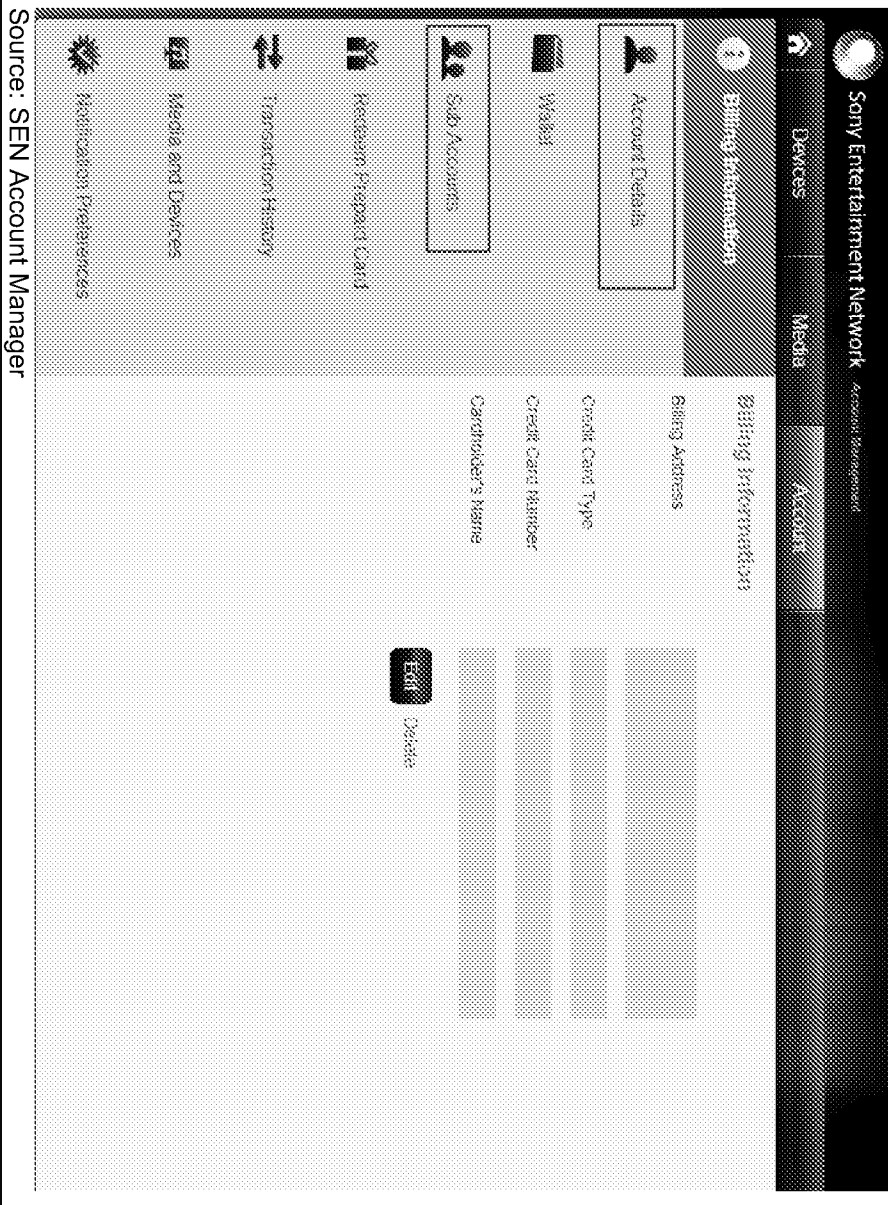 Sony Entertainment Network Account Management
Devices
Media
Account
Billing Information
Account Details
Wallet
Sub Accounts
Redeem Prepaid Card
Transaction History
Media and Devices
Notification Preferences
Billing Information
Billing Address
Credit Card Type
Credit Card Number
Cardholder's Name
Edit Delete
Source: SEN Account Manager